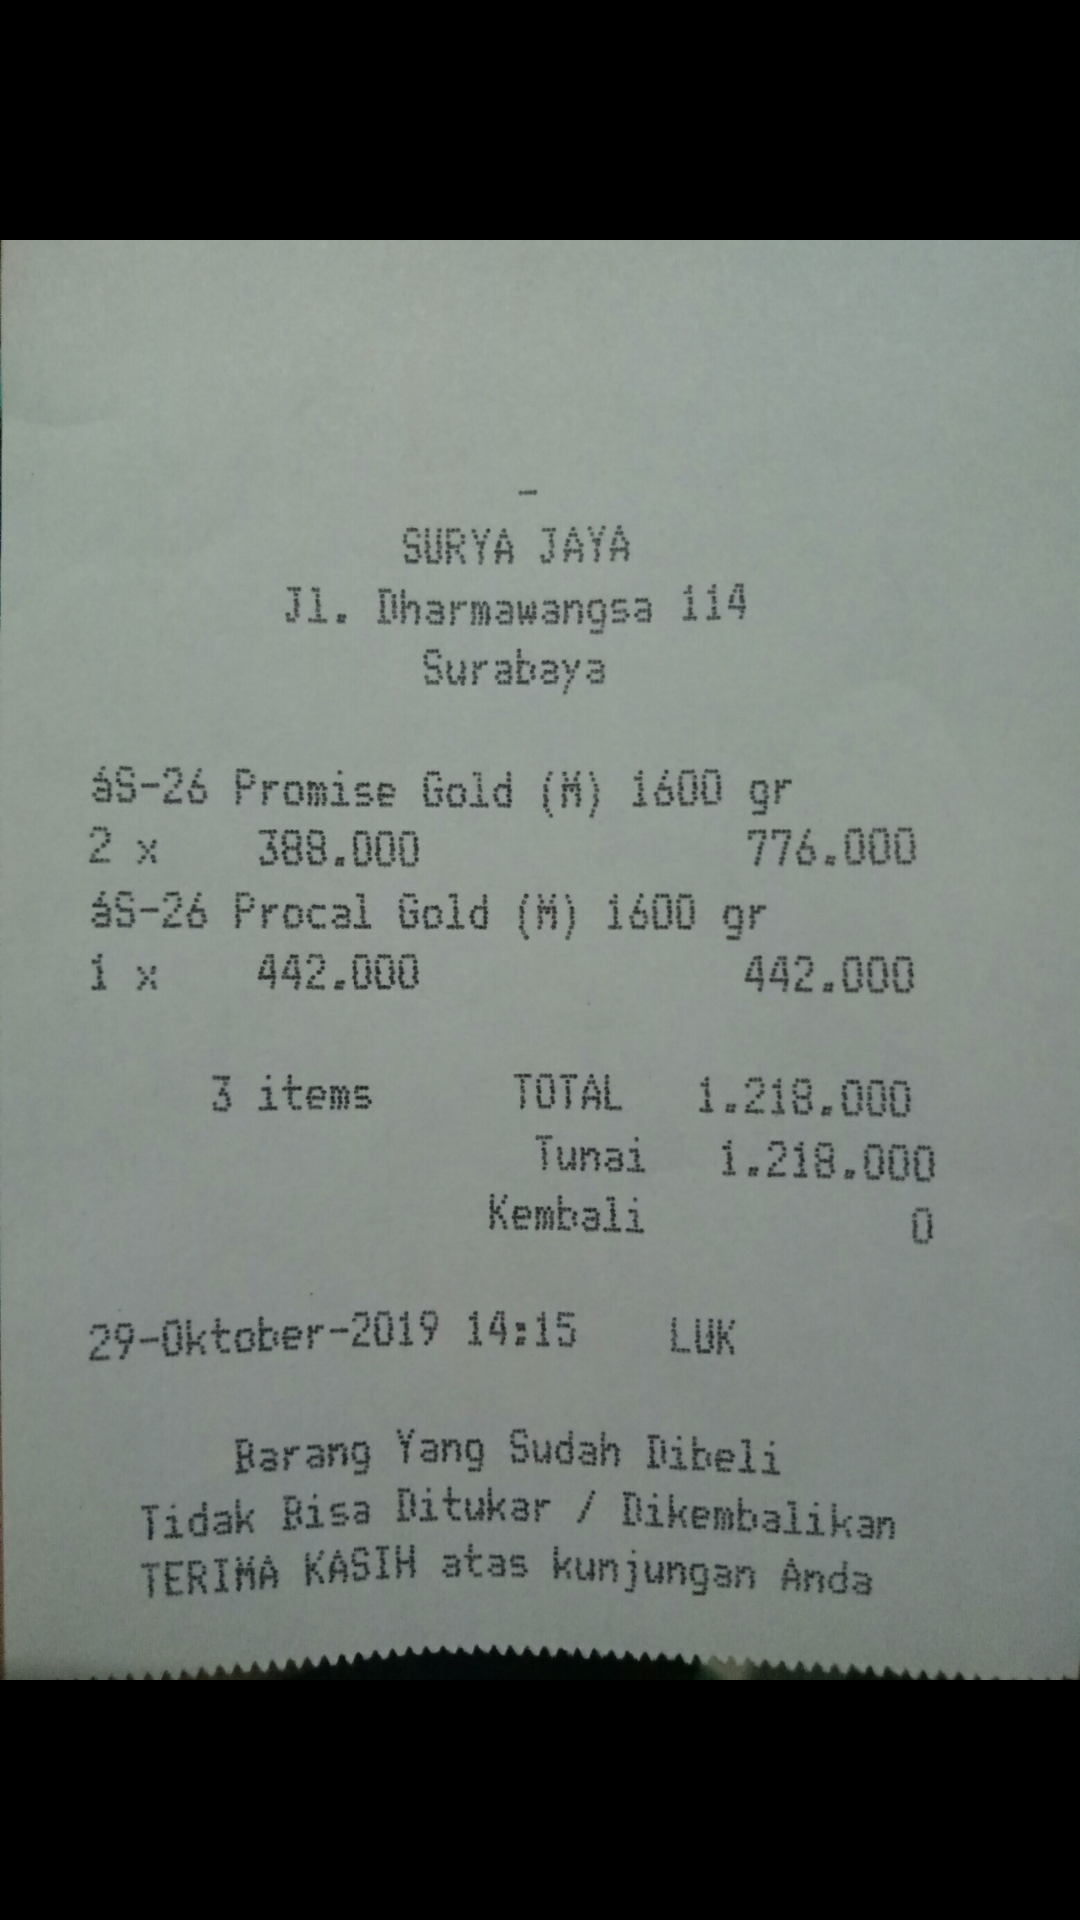 -
SURYA JAYA
Jl. Dharmawangsa 114
Surabaya
áS-26 Promise Gold (M) 1600 gr
2 x 388.000 776.000
áS-26 Procal Gold (M) 1600 gr
1 x 442.000 442.000
3 items TOTAL 1.218.000
Tunai 1.218.000
Kembali 0
29-Oktober-2019 14:15 LUK
Barang Yang Sudah Dibeli
Tidak Bisa Ditukar / Dikembalikan
TERIMA KASIH atas kunjungan Anda